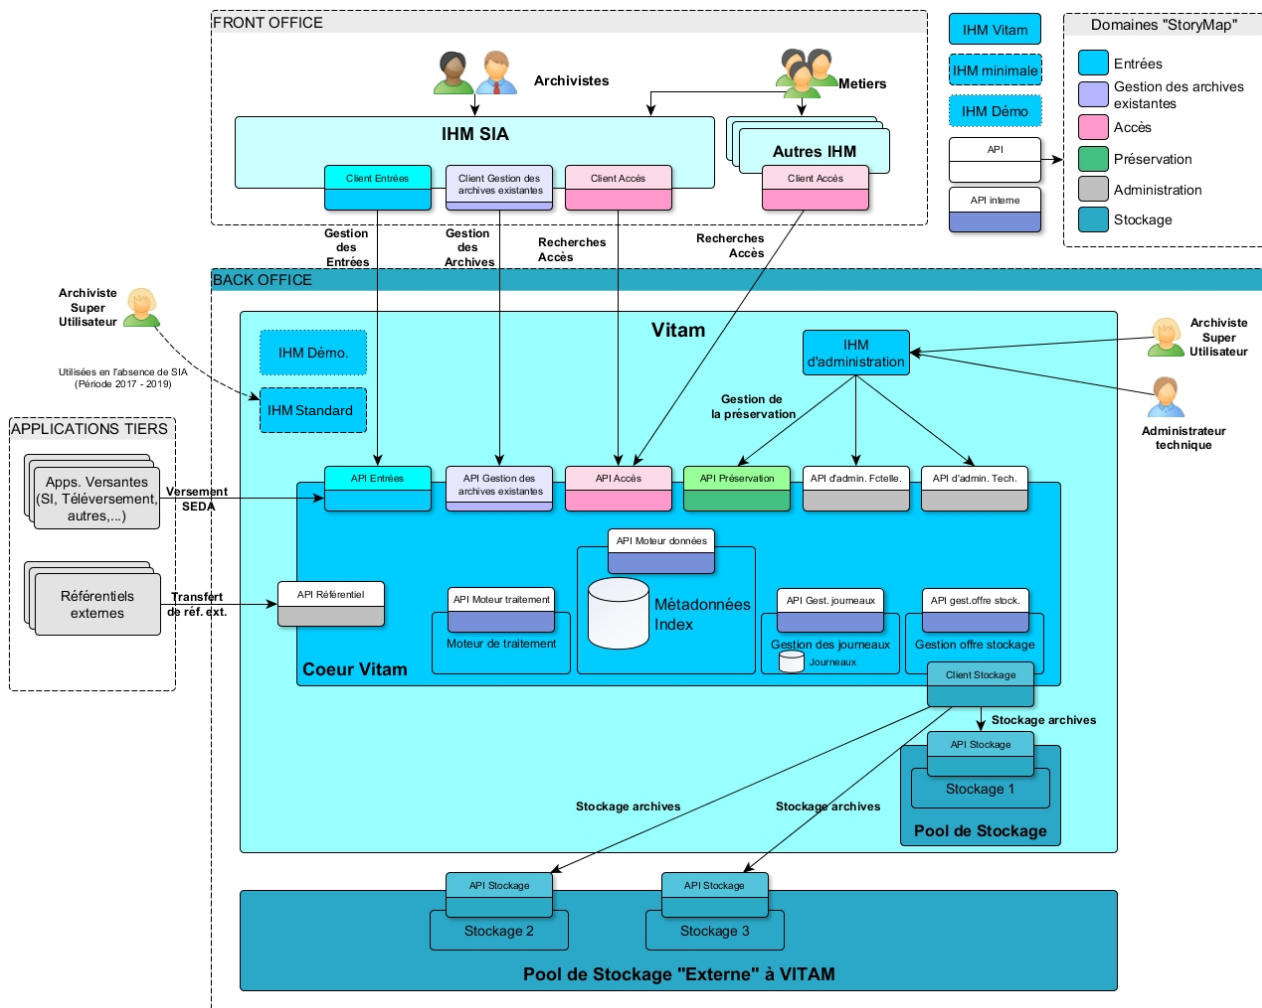 FRONT OFFICE
Archivistes
Metiers
IHM SIA
Autres IHM
Client Entrées
Client Gestion des
archives existantes
Client Accès
Client Accès
IHM Vitam
IHM minimale
IHM Démo
API
API interne
Domaines "StoryMap"
Entrées
Gestion des archives
existantes
Accès
Préservation
Administration
Stockage
Gestion
des
Entrées
Gestion
des
Archives
Recherches
Accès
Recherches
Accès
BACK OFFICE
Archiviste
Super
Utilisateur
Utilisées en l'absence de SIA
(Période 2017 - 2019)
Vitam
IHM Démo.
IHM Standard
IHM
d'administration
Archiviste
Super
Utilisateur
Administrateur
technique
Gestion de
la préservation
APPLICATIONS TIERS
Apps. Versantes
(SI, Téléversement,
autres,...)
Versement
SEDA
Référentiels
externes
Transfért
de réf. ext.
API Entrées
API Gestion des
archives existantes
API Accès
API Préservation
API d'admin. Fctelle.
API d'admin. Tech.
API Moteur données
Métadonnées
Index
API Référentiel
API Moteur traitement
Moteur de traitement
API Gest. journaux
Gestion des journeaux
Journeaux
API gest.offre stock.
Gestion offre stockage
Coeur Vitam
Client Stockage
Stockage archives
API Stockage
Stockage 1
Pool de Stockage
Stockage archives
Stockage archives
API Stockage
Stockage 2
API Stockage
Stockage 3
Pool de Stockage "Externe" à VITAM